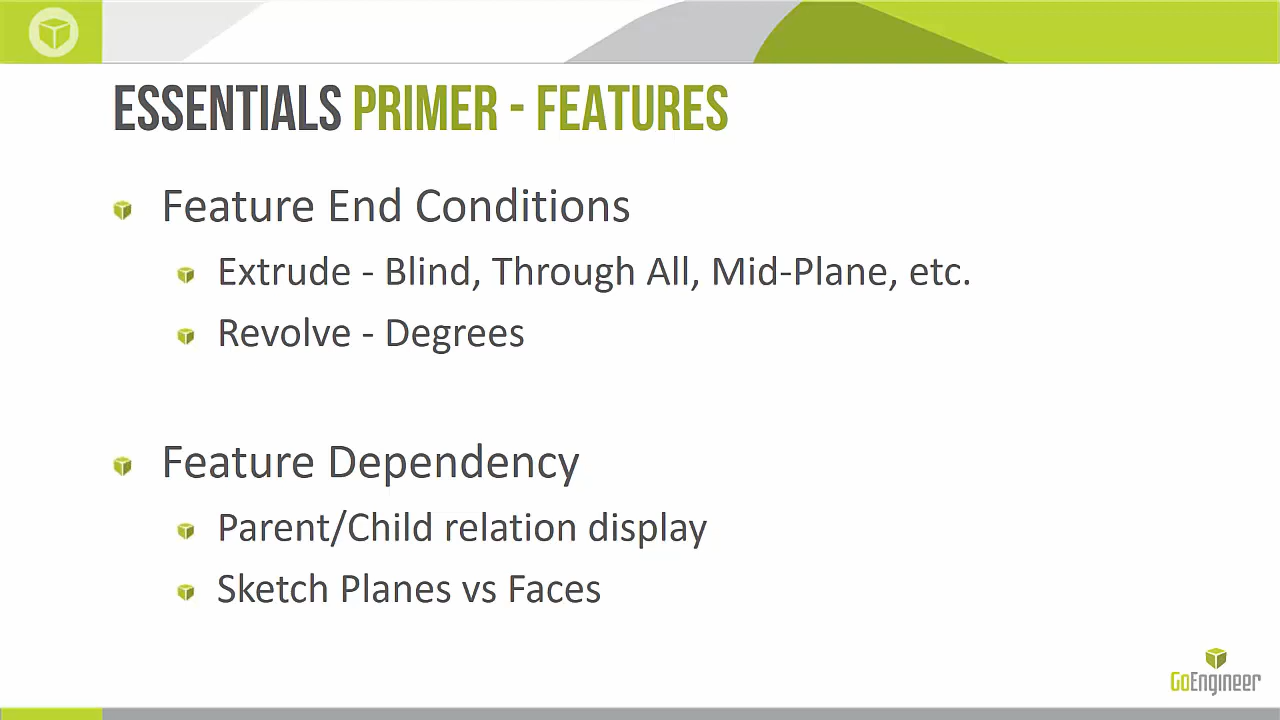 ESSENTIALS PRIMER - FEATURES
Feature End Conditions
Extrude - Blind, Through All, Mid-Plane, etc.
Revolve - Degrees
Feature Dependency
Parent/Child relation display
Sketch Planes vs Faces
GoEngineer